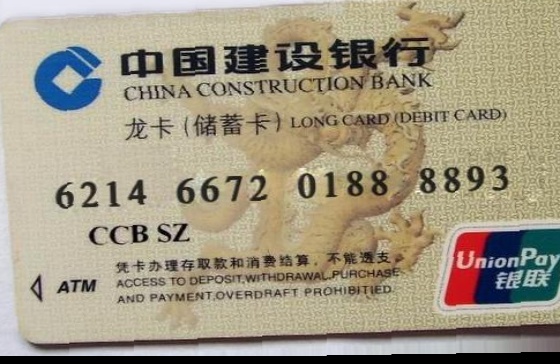 中国建设银行
CHINA CONSTRUCTION BANK
龙卡(储蓄卡) LONG CARD (DEBIT CARD)
6214 6672 0188 8893
CCB SZ
凭卡办理存取款和消费结算，不能透支。
ATM ACCESS TO DEPOSIT,WITHDRAWAL,PURCHASE
AND PAYMENT,OVERDRAFT PROHIBITIED.
UnionPay
银联